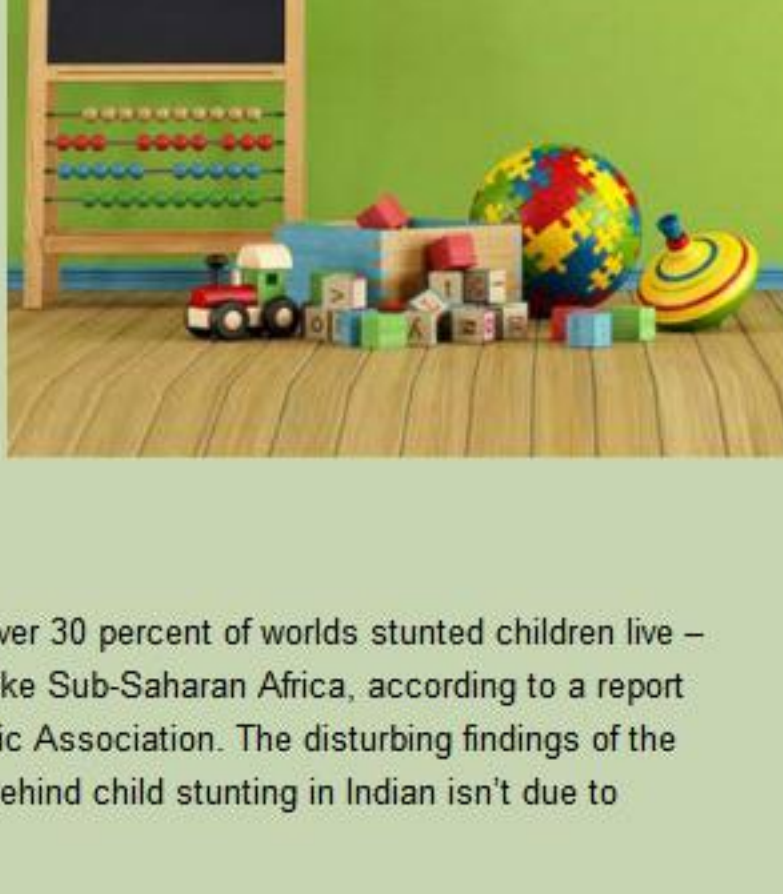 ver 30 percent of worlds stunted children live –
ke Sub-Saharan Africa, according to a report
ic Association. The disturbing findings of the
ehind child stunting in Indian isn't due to